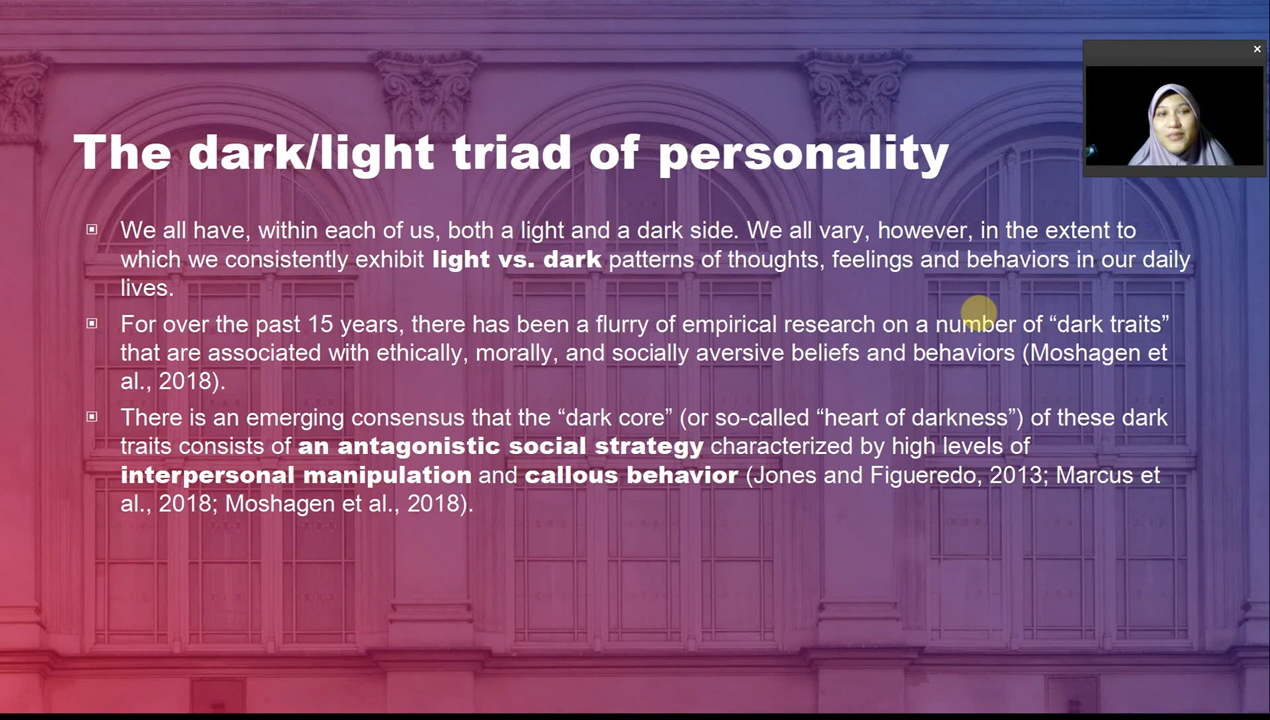 The dark/light triad of personality
We all have, within each of us, both a light and a dark side. We all vary, however, in the extent to
which we consistently exhibit light vs. dark patterns of thoughts, feelings and behaviors in our daily
lives.
For over the past 15 years, there has been a flurry of empirical research on a number of “dark traits”
that are associated with ethically, morally, and socially aversive beliefs and behaviors (Moshagen et
al., 2018).
There is an emerging consensus that the “dark core” (or so-called “heart of darkness”) of these dark
traits consists of an antagonistic social strategy characterized by high levels of
interpersonal manipulation and callous behavior (Jones and Figueredo, 2013; Marcus et
al., 2018; Moshagen et al., 2018).